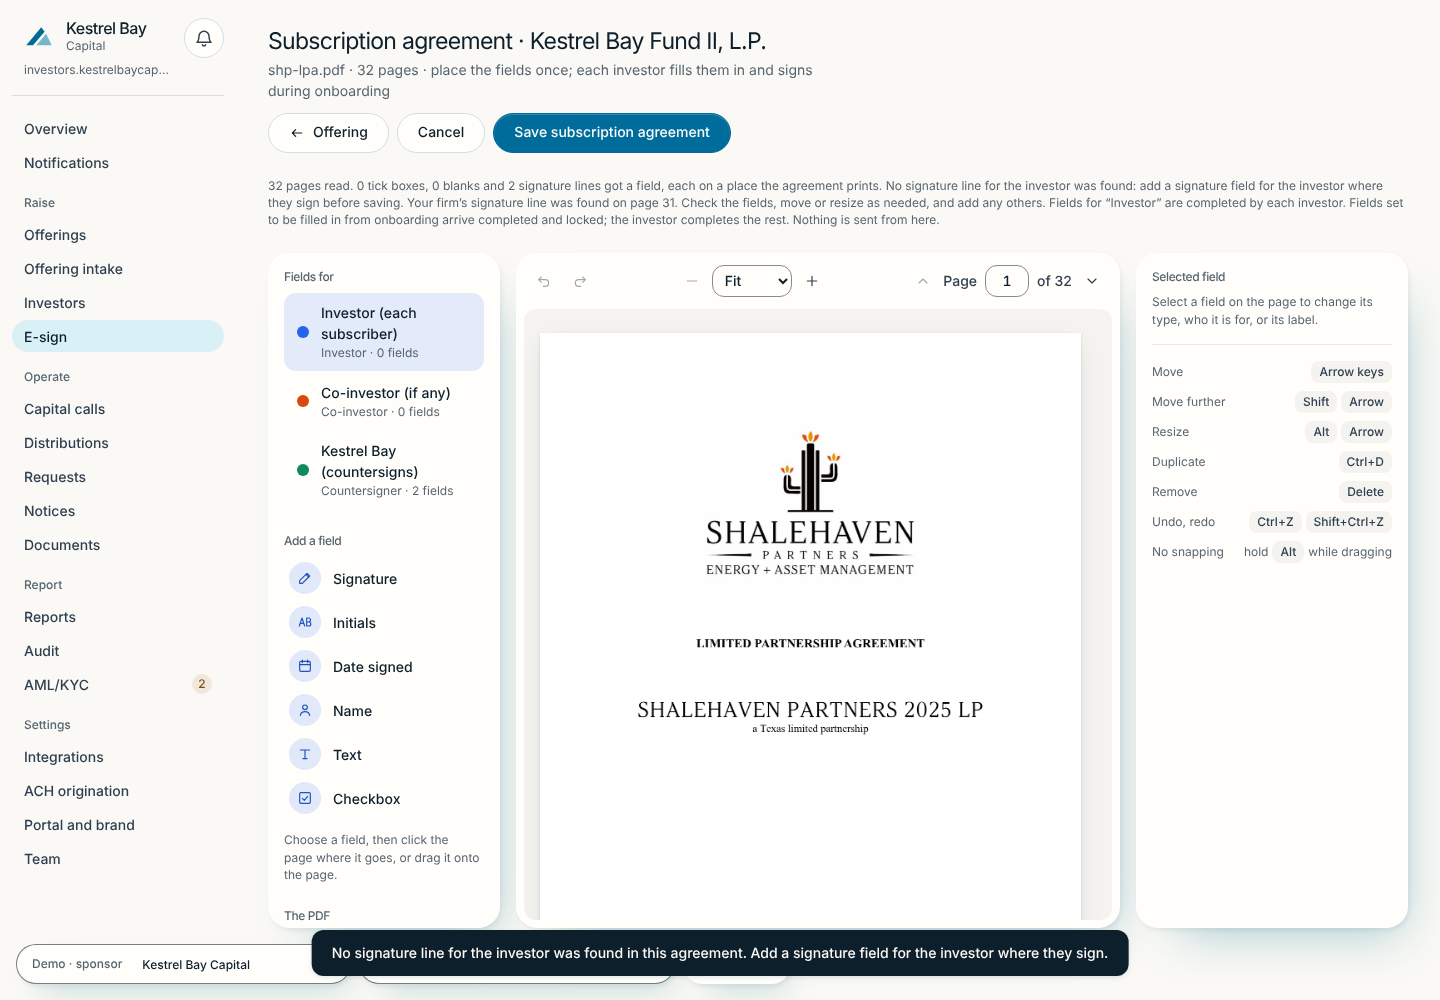 Kestrel Bay
Capital
investors.kestrelbaycap...
Overview
Notifications
Raise
Offerings
Offering intake
Investors
E-sign
Operate
Capital calls
Distributions
Requests
Notices
Documents
Report
Reports
Audit
AML/KYC 2
Settings
Integrations
ACH origination
Portal and brand
Team
Demo · sponsor Kestrel Bay Capital
Subscription agreement · Kestrel Bay Fund II, L.P.
shp-lpa.pdf · 32 pages · place the fields once; each investor fills them in and signs
during onboarding
← Offering Cancel Save subscription agreement
32 pages read. 0 tick boxes, 0 blanks and 2 signature lines got a field, each on a place the agreement prints. No signature line for the investor was found: add a signature field for the investor where
they sign before saving. Your firm's signature line was found on page 31. Check the fields, move or resize as needed, and add any others. Fields for “Investor” are completed by each investor. Fields set
to be filled in from onboarding arrive completed and locked; the investor completes the rest. Nothing is sent from here.
Fields for
Investor (each
subscriber)
Investor · 0 fields
Co-investor (if any)
Co-investor · 0 fields
Kestrel Bay
(countersigns)
Countersigner · 2 fields
Add a field
Signature
AB Initials
Date signed
Name
Text
Checkbox
Choose a field, then click the
page where it goes, or drag it onto
the page.
The PDF
Fit
Page 1 of 32
SHALEHAVEN
PARTNERS
ENERGY + ASSET MANAGEMENT
LIMITED PARTNERSHIP AGREEMENT
SHALEHAVEN PARTNERS 2025 LP
a Texas limited partnership
Selected field
Select a field on the page to change its
type, who it is for, or its label.
Move Arrow keys
Move further Shift Arrow
Resize Alt Arrow
Duplicate Ctrl+D
Remove Delete
Undo, redo Ctrl+Z Shift+Ctrl+Z
No snapping hold Alt while dragging
No signature line for the investor was found in this agreement. Add a signature field for the investor where they sign.